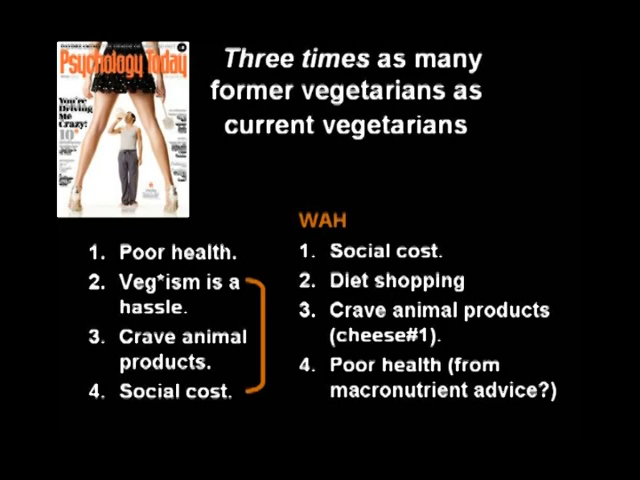 Psychology Today
You're
Driving
Me
Crazy!
10
Three times as many
former vegetarians as
current vegetarians
1. Poor health.
2. Veg*ism is a
hassle.
3. Crave animal
products.
4. Social cost.
WAH
1. Social cost.
2. Diet shopping
3. Crave animal products
(cheese#1).
4. Poor health (from
macronutrient advice?)